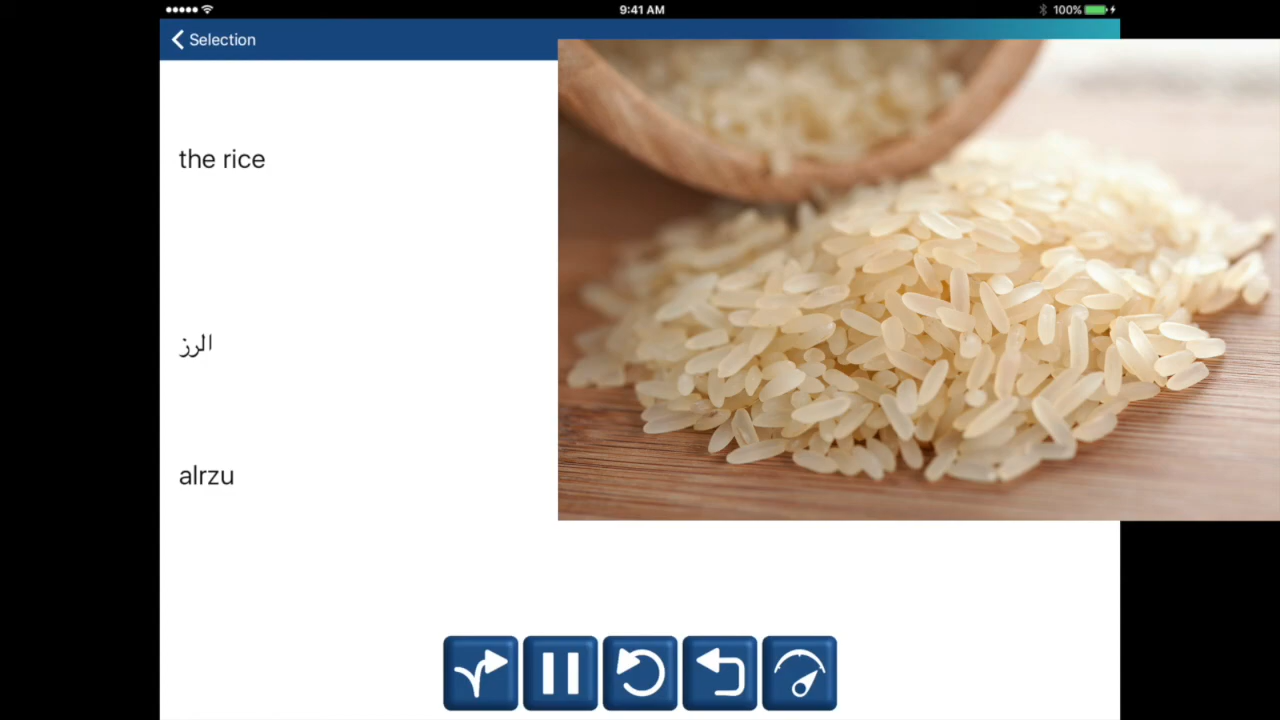 9:41 AM
100%
Selection
the rice
الرز
alrzu